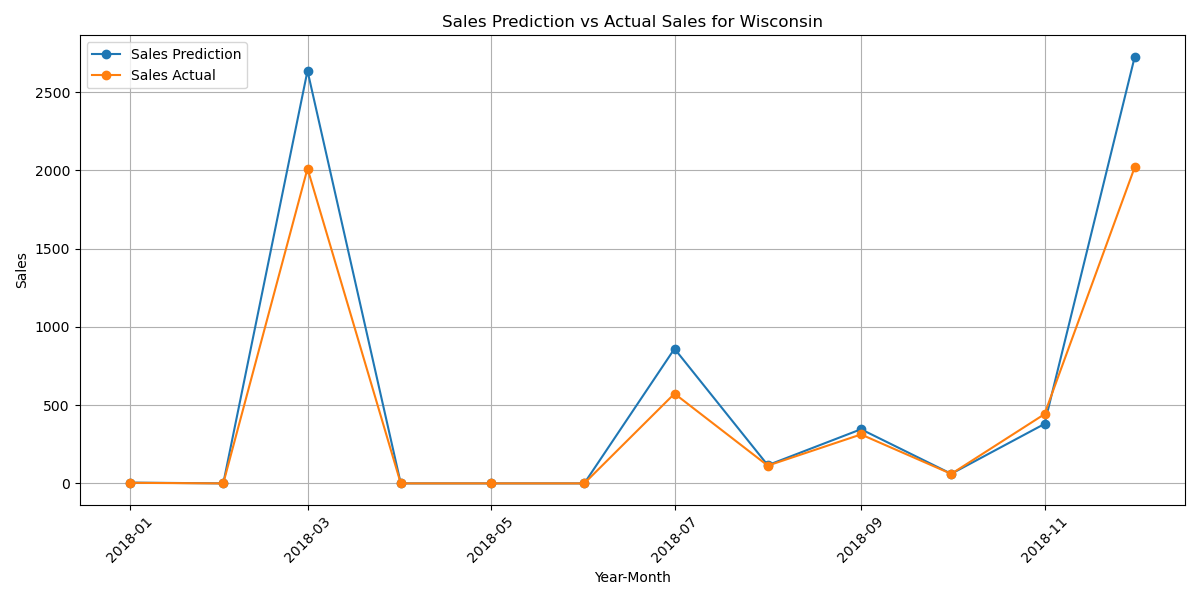 Sales Prediction vs Actual Sales for Wisconsin
Sales Prediction
Sales Actual
2500
2000
1500
1000
500
0
Sales
2018-01
2018-03
2018-05
2018-07
2018-09
2018-11
Year-Month